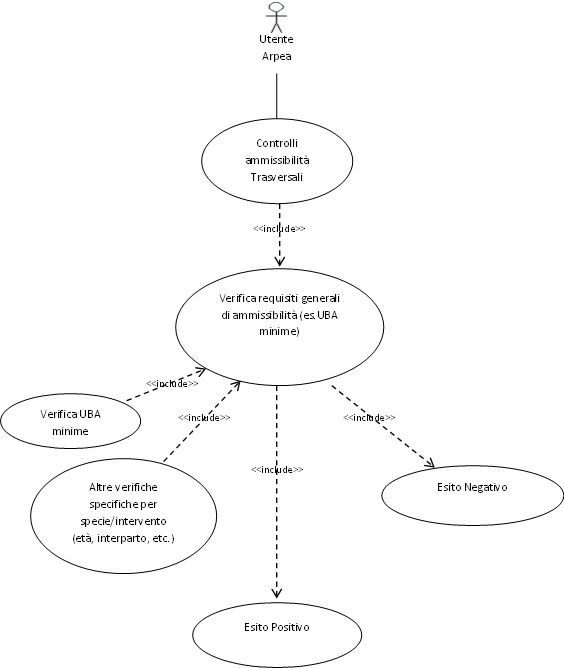 Utente
Arpea
Controlli
ammissibilità
Trasversali
<<include>>
Verifica requisiti generali
di ammissibilità (es.UBA
minime)
<<include>>
Verifica UBA
minime
<<include>>
<<include>>
Altre verifiche
specifiche per
specie/intervento
(età, interparto, etc.)
<<include>>
Esito Negativo
Esito Positivo